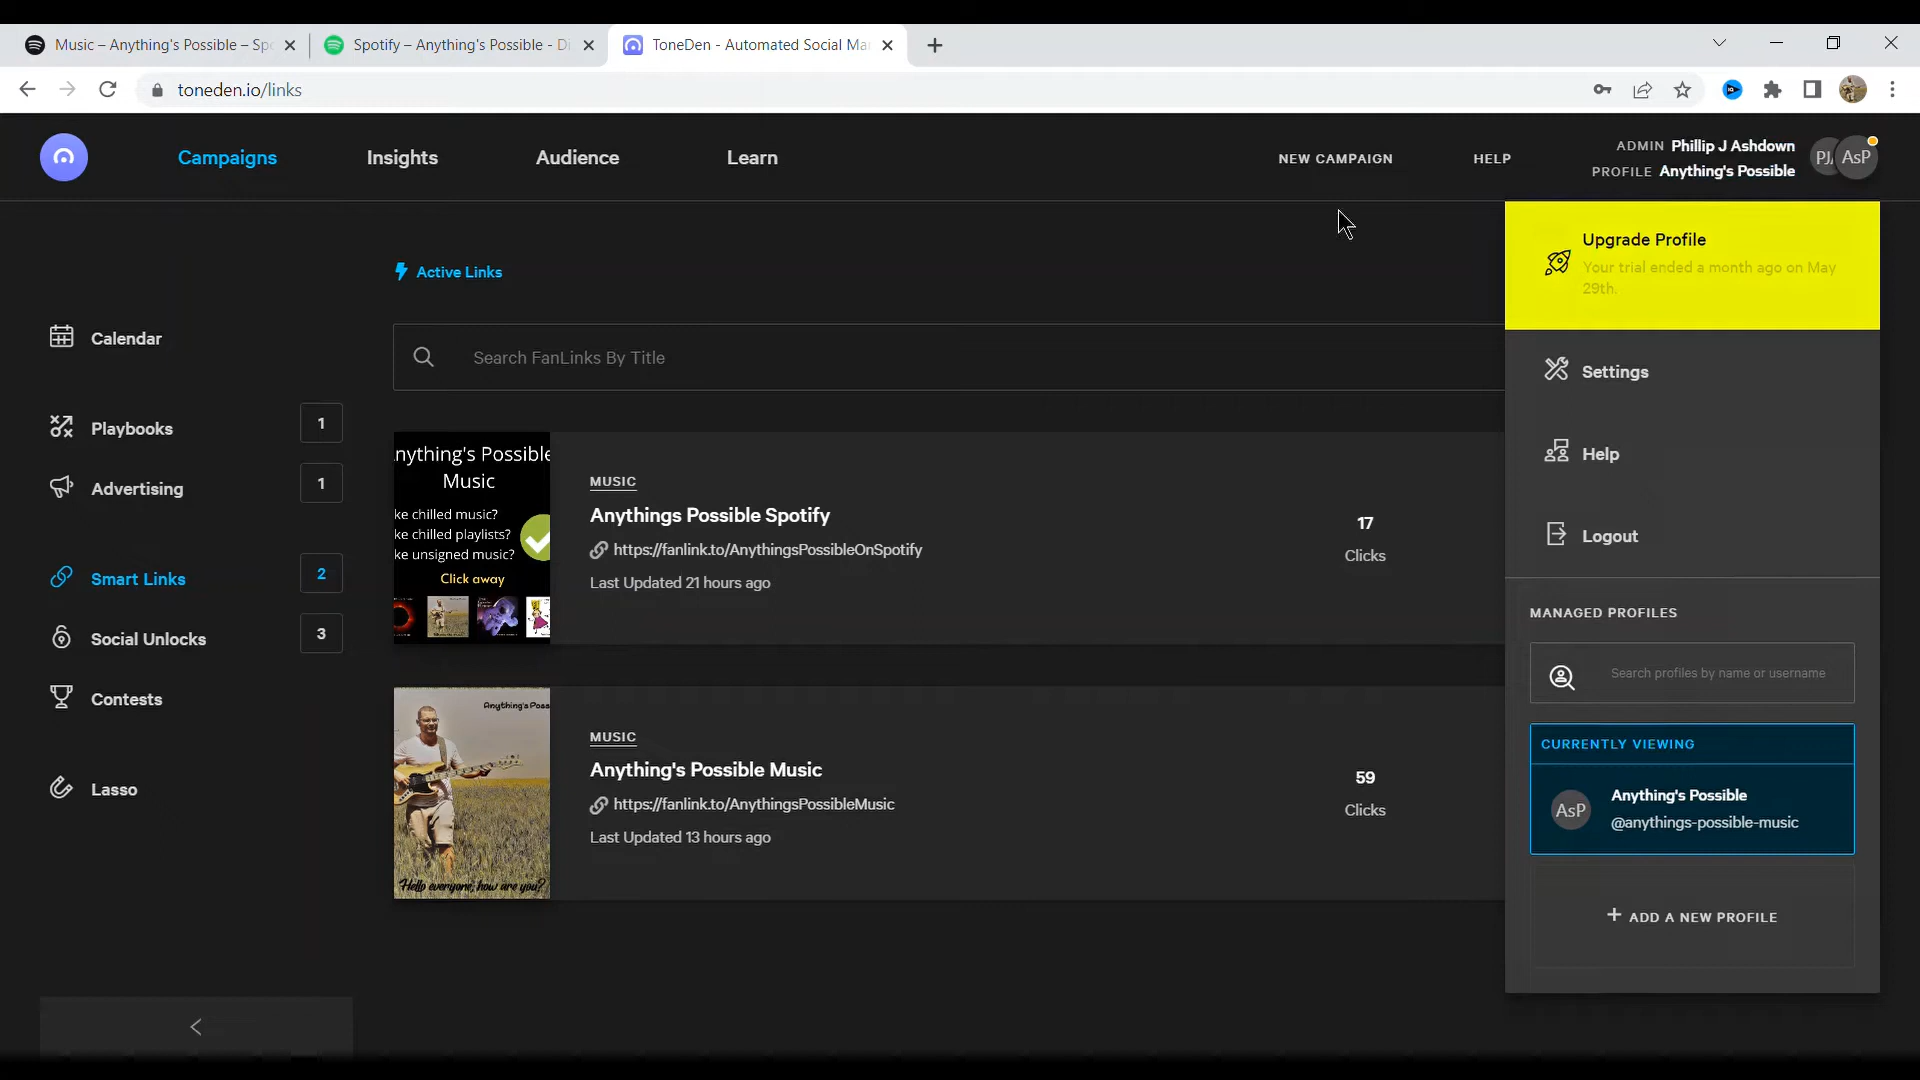 Music – Anything's Possible – Sp
Spotify – Anything's Possible - Di
ToneDen - Automated Social Ma
toneden.io/links
Campaigns
Insights
Audience
Learn
NEW CAMPAIGN
HELP
ADMIN Phillip J Ashdown
PROFILE Anything's Possible
AsP
Upgrade Profile
Your trial ended a month ago on May
29th.
Active Links
Calendar
Search FanLinks By Title
Settings
Playbooks 1
Help
Advertising 1
nything's Possible
Music
ke chilled music?
ke chilled playlists?
ke unsigned music?
Click away
MUSIC
Anythings Possible Spotify
https://fanlink.to/AnythingsPossibleOnSpotify
Last Updated 21 hours ago
17
Clicks
Logout
Smart Links 2
Social Unlocks 3
Contests
Lasso
MANAGED PROFILES
Search profiles by name or username
Anything's Poss
Hello everyone, how are you?
MUSIC
Anything's Possible Music
https://fanlink.to/AnythingsPossibleMusic
Last Updated 13 hours ago
59
Clicks
CURRENTLY VIEWING
AsP
Anything's Possible
@anythings-possible-music
+ ADD A NEW PROFILE